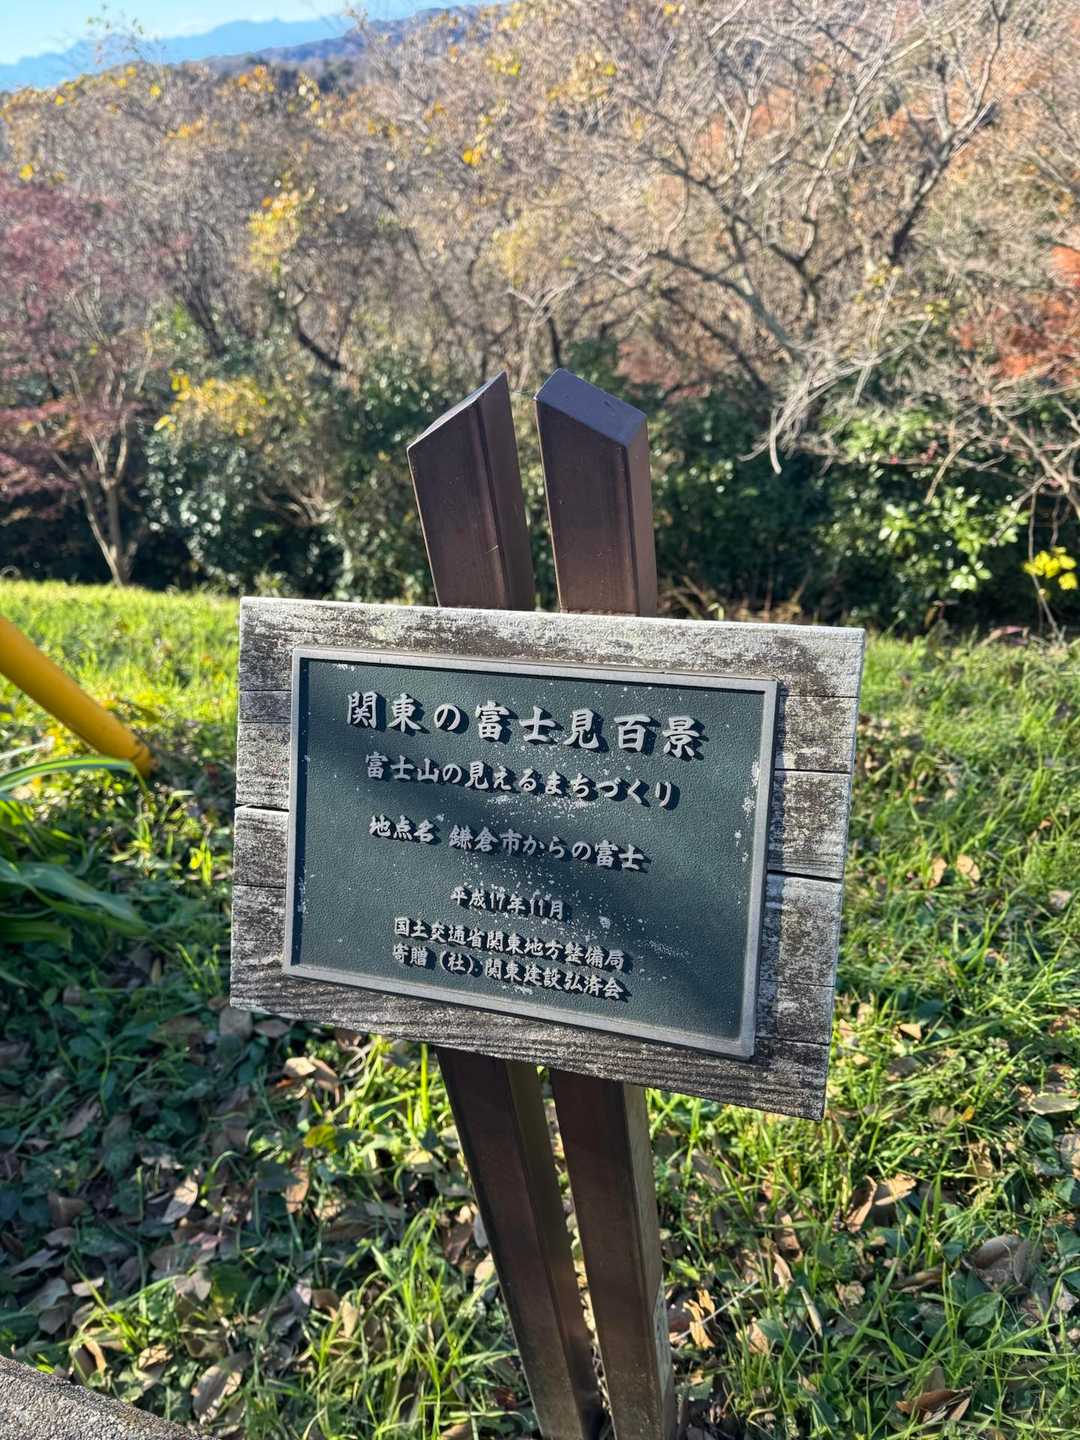 関東の富士見百景
富士山の見えるまちづくり
地点名 鎌倉市からの富士
平成17年11月
国土交通省関東地方整備局
寄贈（社）関東建設弘済会